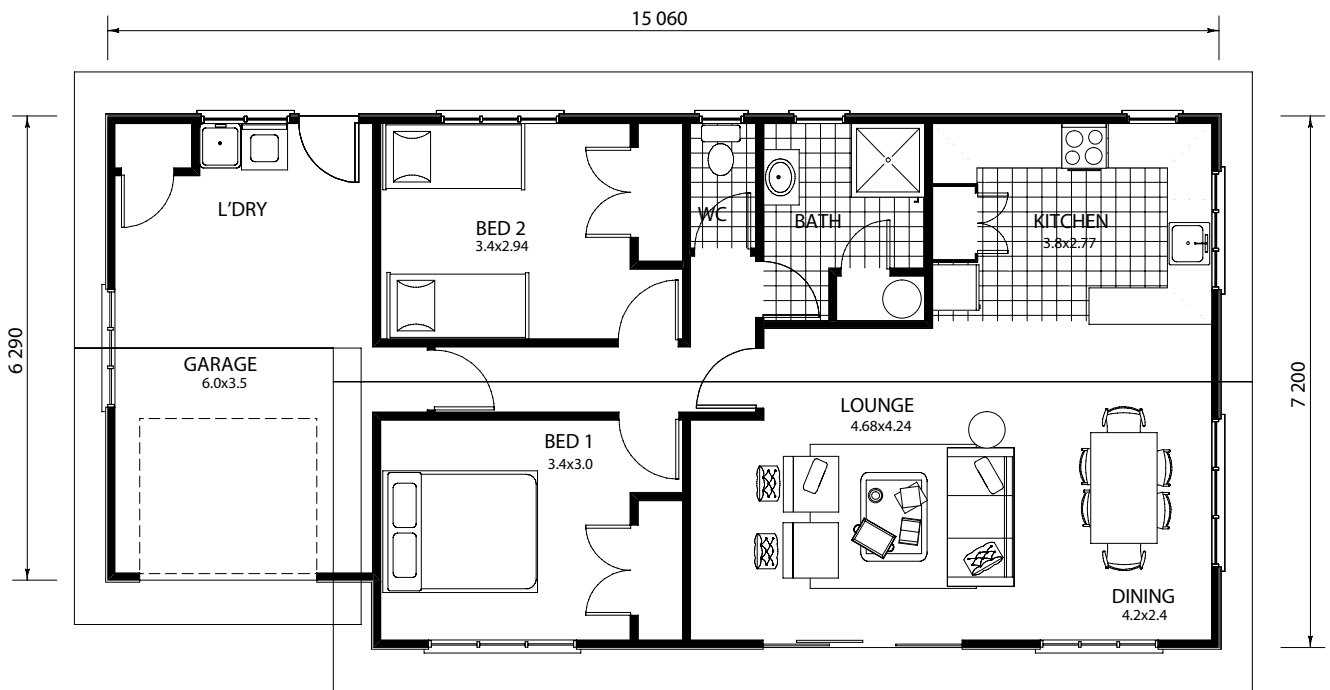 15 060
6 290
7 200
L'DRY
BED 2
3.4x2.94
WC
BATH
KITCHEN
3.8x2.77
GARAGE
6.0x3.5
BED 1
3.4x3.0
LOUNGE
4.68x4.24
DINING
4.2x2.4